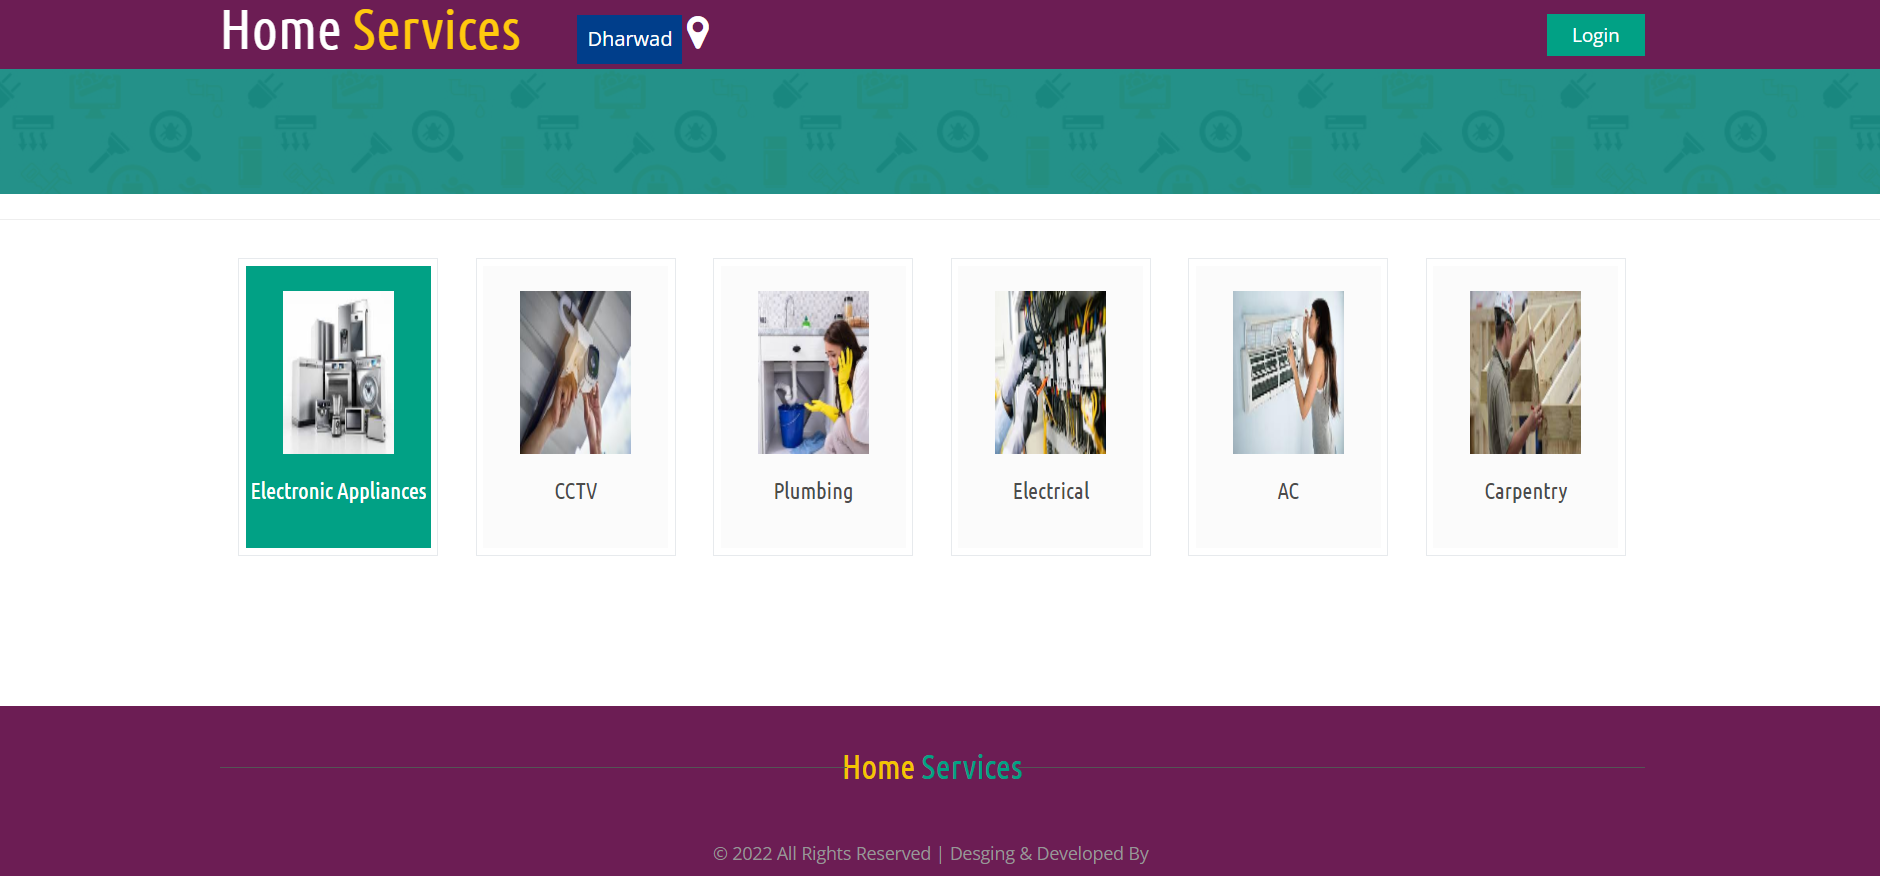 Home Services
Dharwad
Login
Electronic Appliances
CCTV
Plumbing
Electrical
AC
Carpentry
Home Services
© 2022 All Rights Reserved | Desging & Developed By